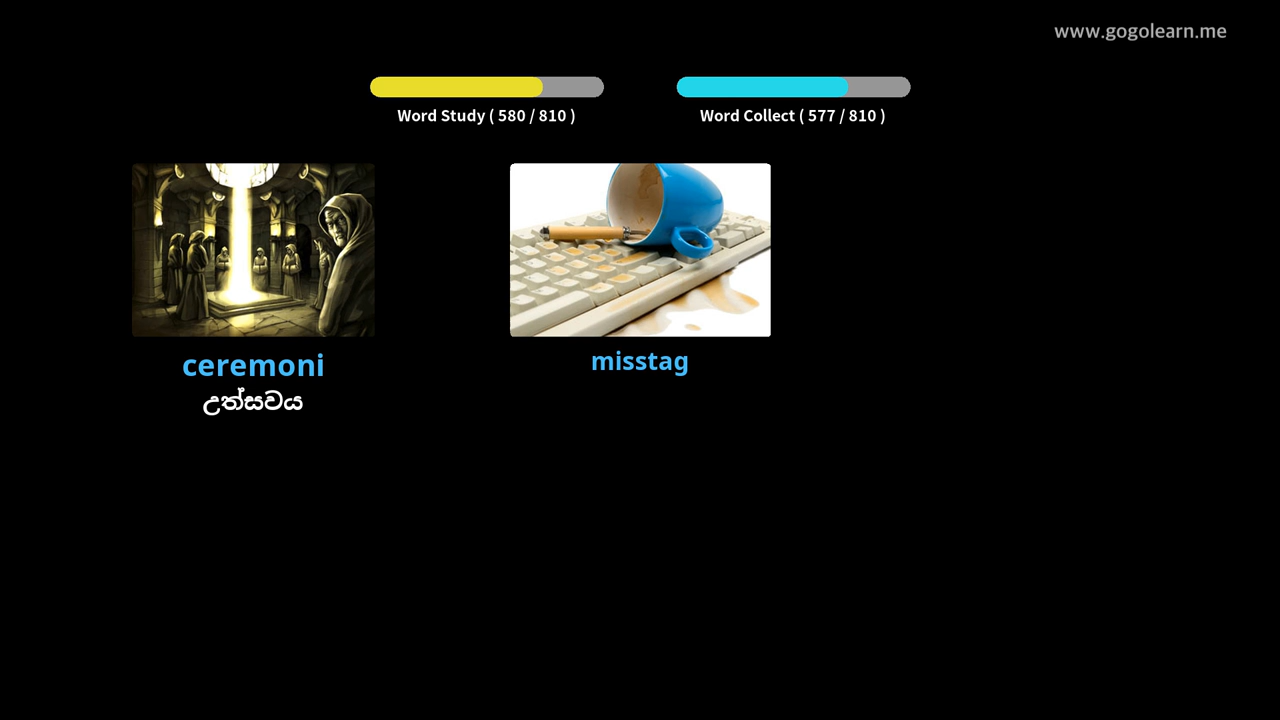 www.gogolearn.me
Word Study ( 580 / 810 )
Word Collect ( 577 / 810 )
ceremoni
උත්සවය
misstag